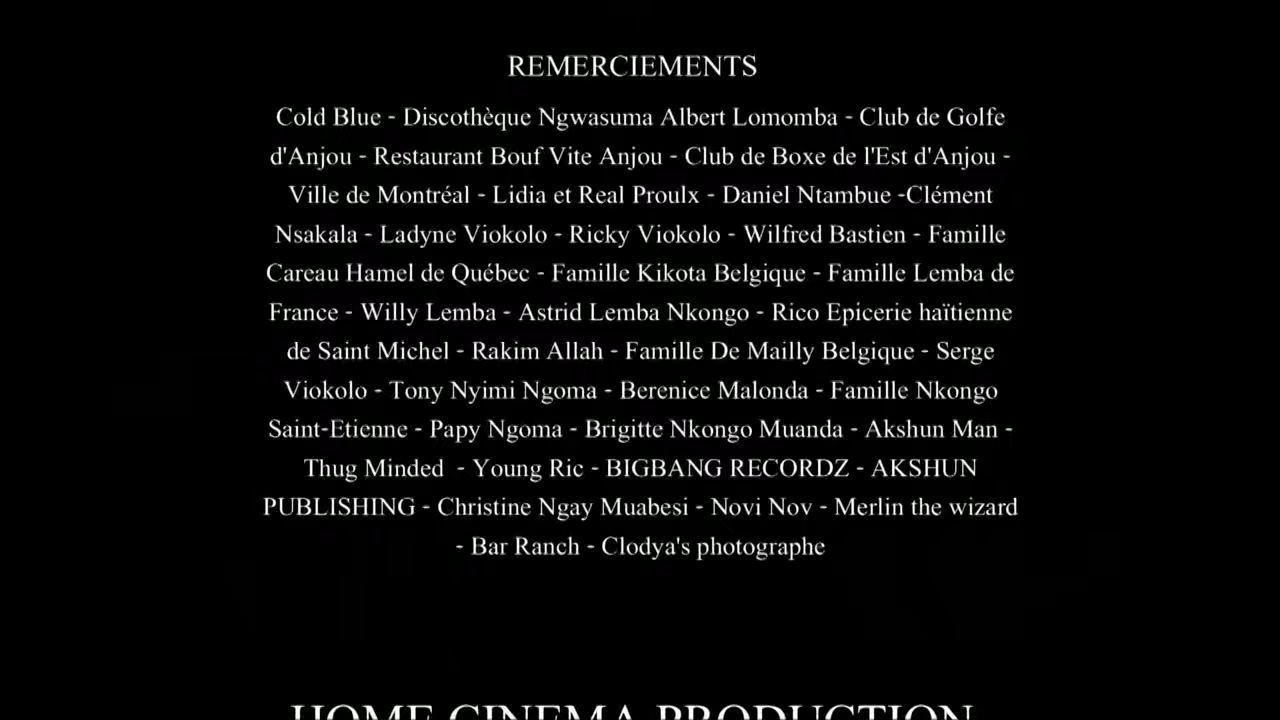 REMERCIEMENTS
Cold Blue - Discothèque Ngwasuma Albert Lomomba - Club de Golfe
d'Anjou - Restaurant Bouf Vite Anjou - Club de Boxe de l'Est d'Anjou -
Ville de Montréal - Lidia et Real Proulx - Daniel Ntambue -Clément
Nsakala - Ladyne Viokolo - Ricky Viokolo - Wilfred Bastien - Famille
Careau Hamel de Québec - Famille Kikota Belgique - Famille Lemba de
France - Willy Lemba - Astrid Lemba Nkongo - Rico Epicerie haïtienne
de Saint Michel - Rakim Allah - Famille De Mailly Belgique - Serge
Viokolo - Tony Nyimi Ngoma - Berenice Malonda - Famille Nkongo
Saint-Etienne - Papy Ngoma - Brigitte Nkongo Muanda - Akshun Man -
Thug Minded  - Young Ric - BIGBANG RECORDZ - AKSHUN
PUBLISHING - Christine Ngay Muabesi - Novi Nov - Merlin the wizard
- Bar Ranch - Clodya's photographe
HOME CINEMA PRODUCTION